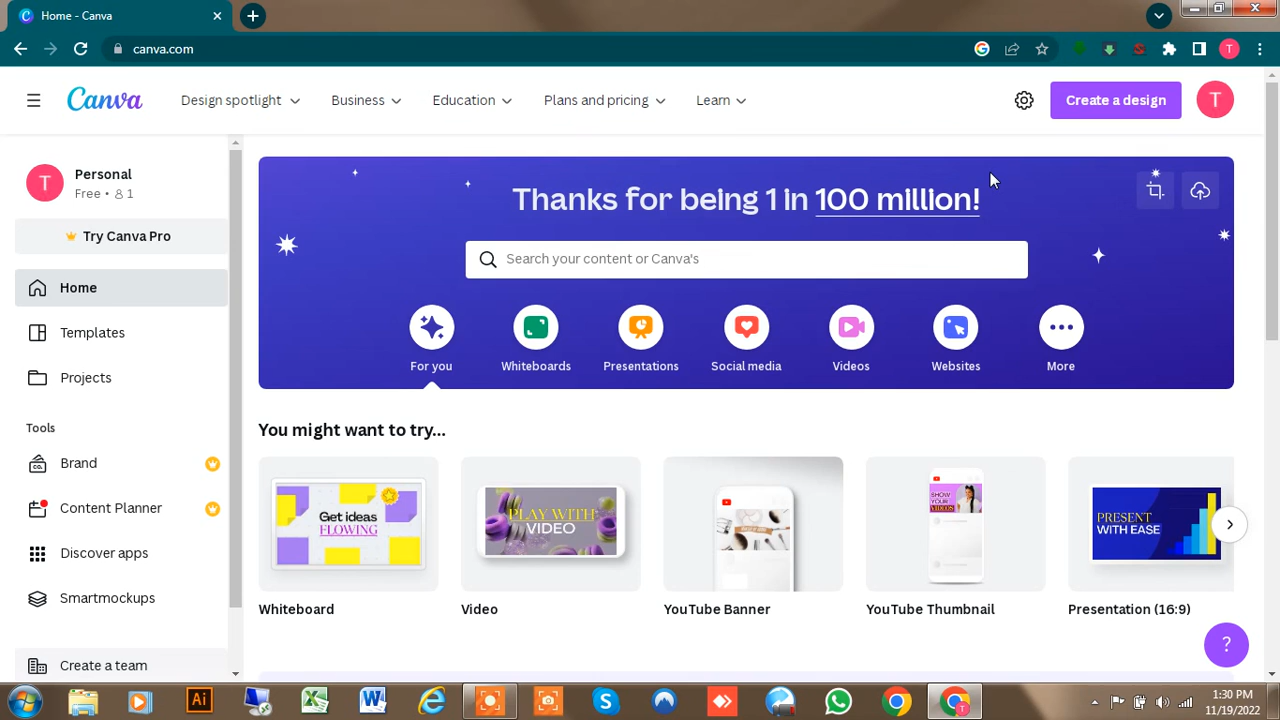 Home - Canva
canva.com
T
Canva
Design spotlight
Business
Education
Plans and pricing
Learn
Create a design
T
T
Personal
Free • 1
Try Canva Pro
Home
Templates
Projects
Tools
Brand
Content Planner
Discover apps
Smartmockups
Create a team
Thanks for being 1 in 100 million!
Search your content or Canva's
For you
Whiteboards
Presentations
Social media
Videos
Websites
More
You might want to try...
Get ideas
FLOWING
Whiteboard
PLAY WITH
VIDEO
Video
YouTube Banner
SHOW
YOUR
VIDEOS
YouTube Thumbnail
PRESENT
WITH EASE
Presentation (16:9)
?
Ai
1:30 PM
11/19/2022